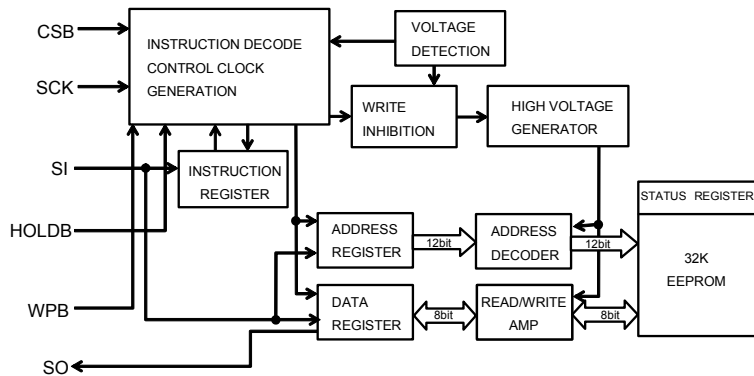 CSB
SCK
SI
HOLDB
WPB
SO
INSTRUCTION DECODE
CONTROL CLOCK
GENERATION
VOLTAGE
DETECTION
WRITE
INHIBITION
HIGH VOLTAGE
GENERATOR
INSTRUCTION
REGISTER
ADDRESS
REGISTER
12bit
ADDRESS
DECODER
12bit
DATA
REGISTER
8bit
READ/WRITE
AMP
8bit
STATUS REGISTER
32K
EEPROM